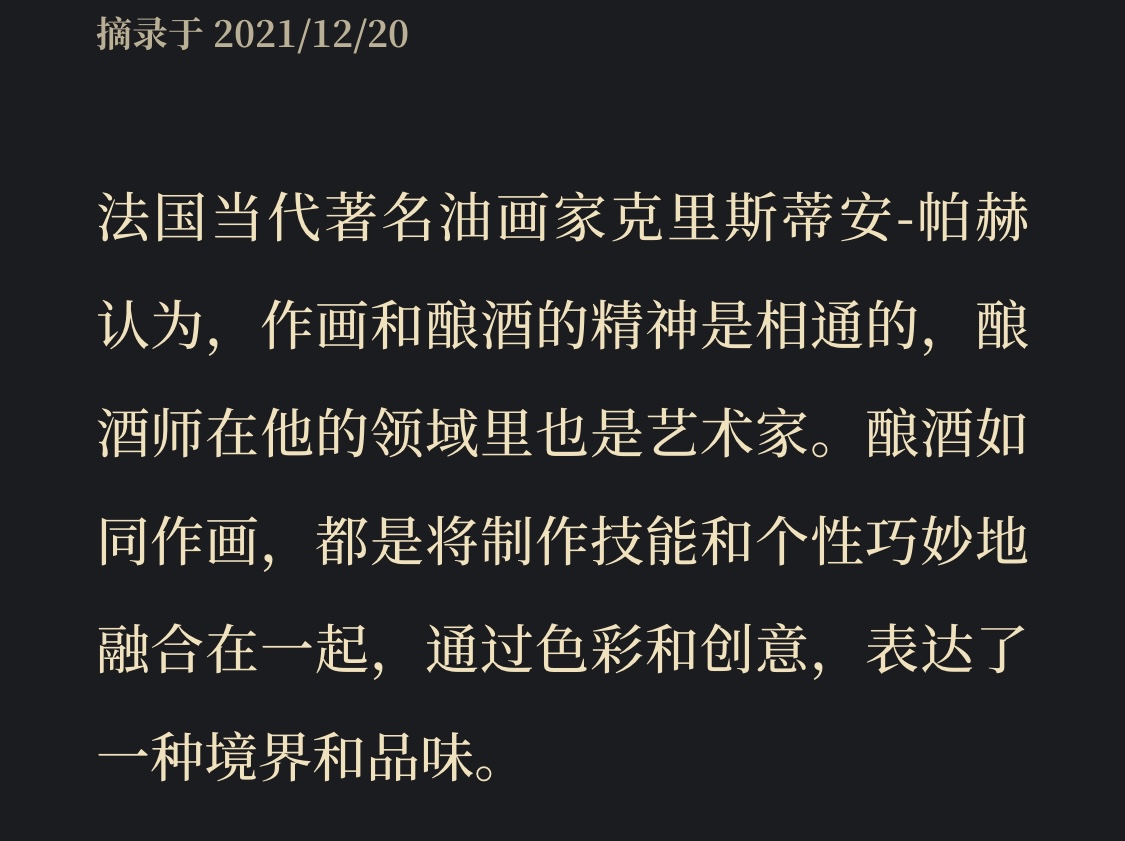 摘录于 2021/12/20
法国当代著名油画家克里斯蒂安-帕赫
认为，作画和酿酒的精神是相通的，酿
酒师在他的领域里也是艺术家。酿酒如
同作画，都是将制作技能和个性巧妙地
融合在一起，通过色彩和创意，表达了
一种境界和品味。